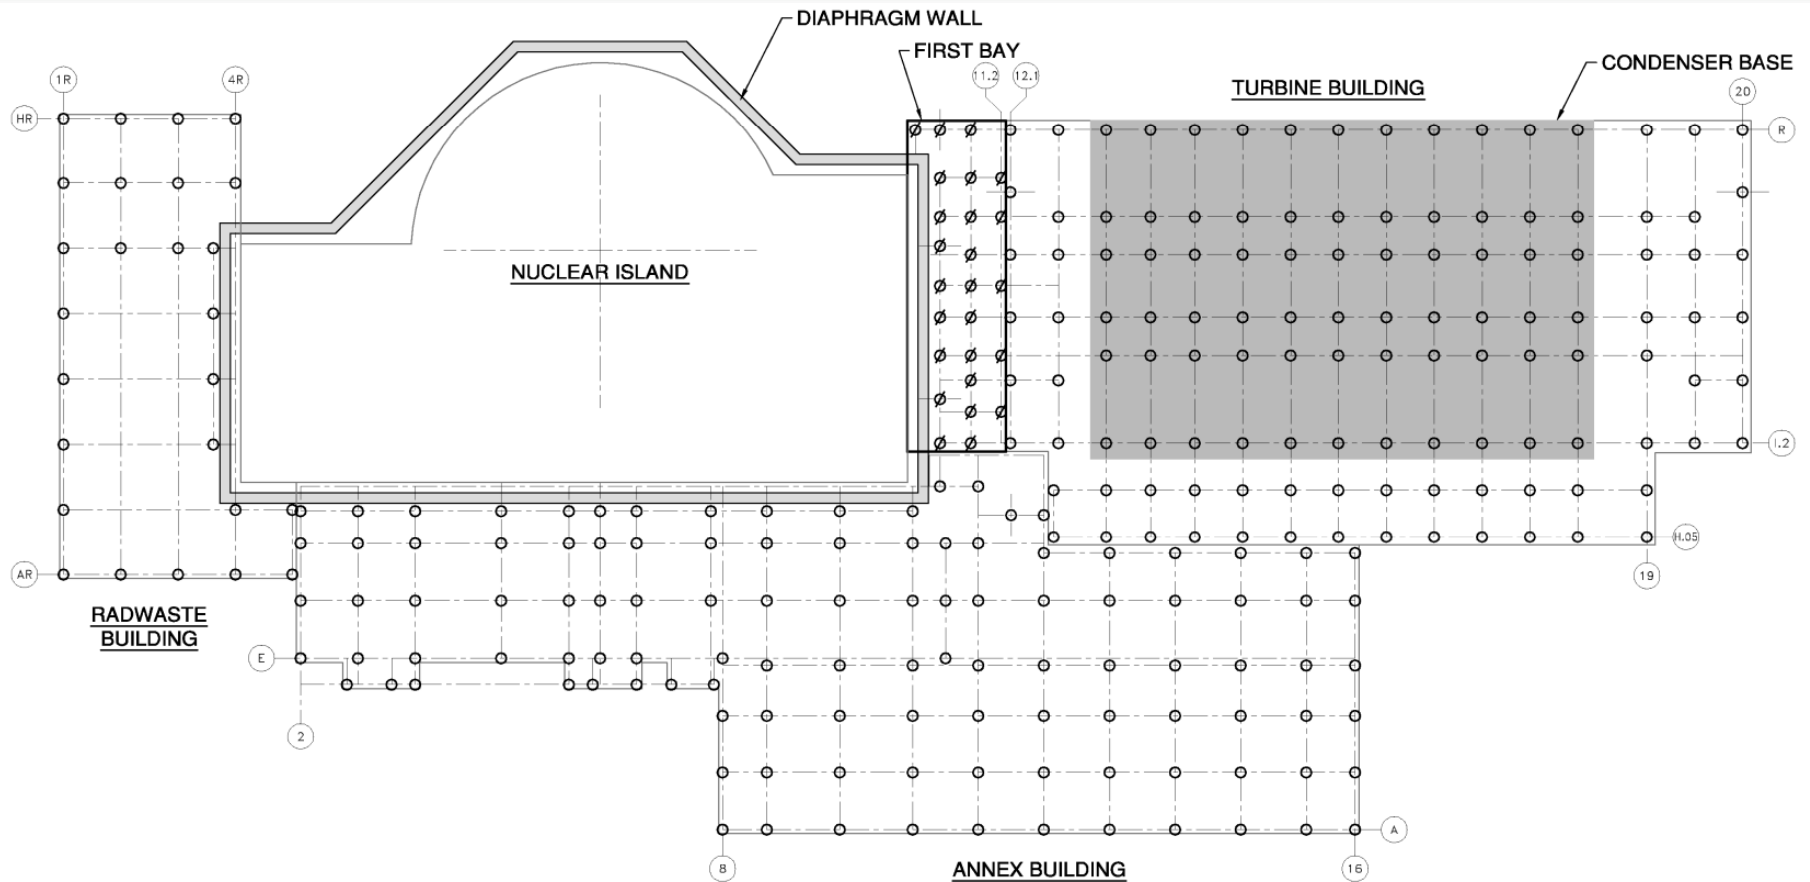 DIAPHRAGM WALL
FIRST BAY
CONDENSER BASE
1R
4R
11.2
12.1
TURBINE BUILDING
20
HR
R
NUCLEAR ISLAND
I.2
H.05
AR
19
RADWASTE
BUILDING
E
2
A
8
16
ANNEX BUILDING